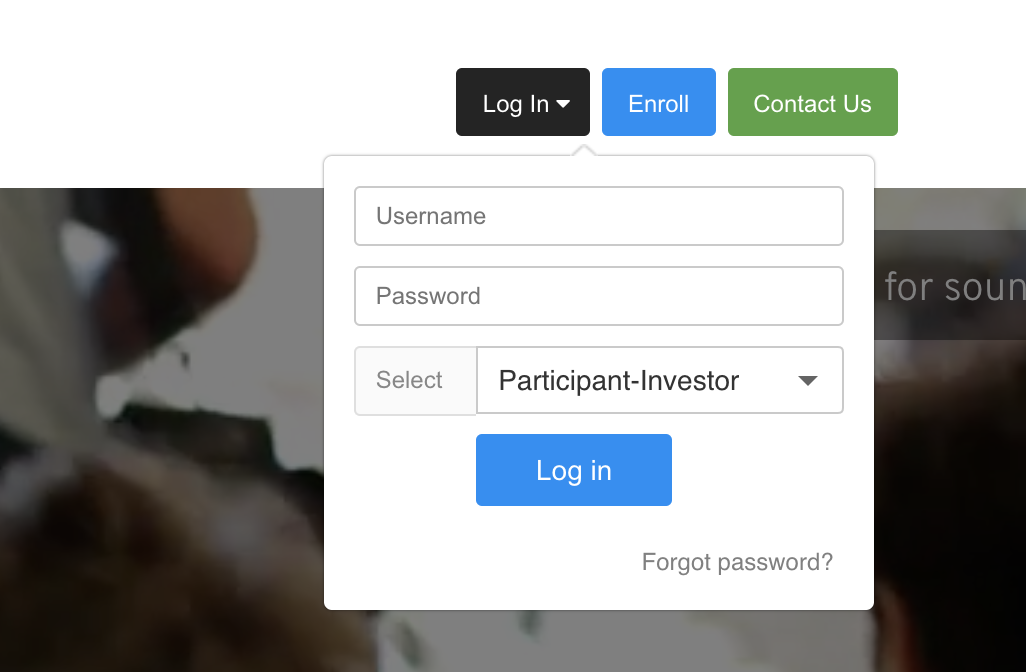 Log In
Enroll
Contact Us
Username
Password
for soun
Select
Participant-Investor
Log in
Forgot password?